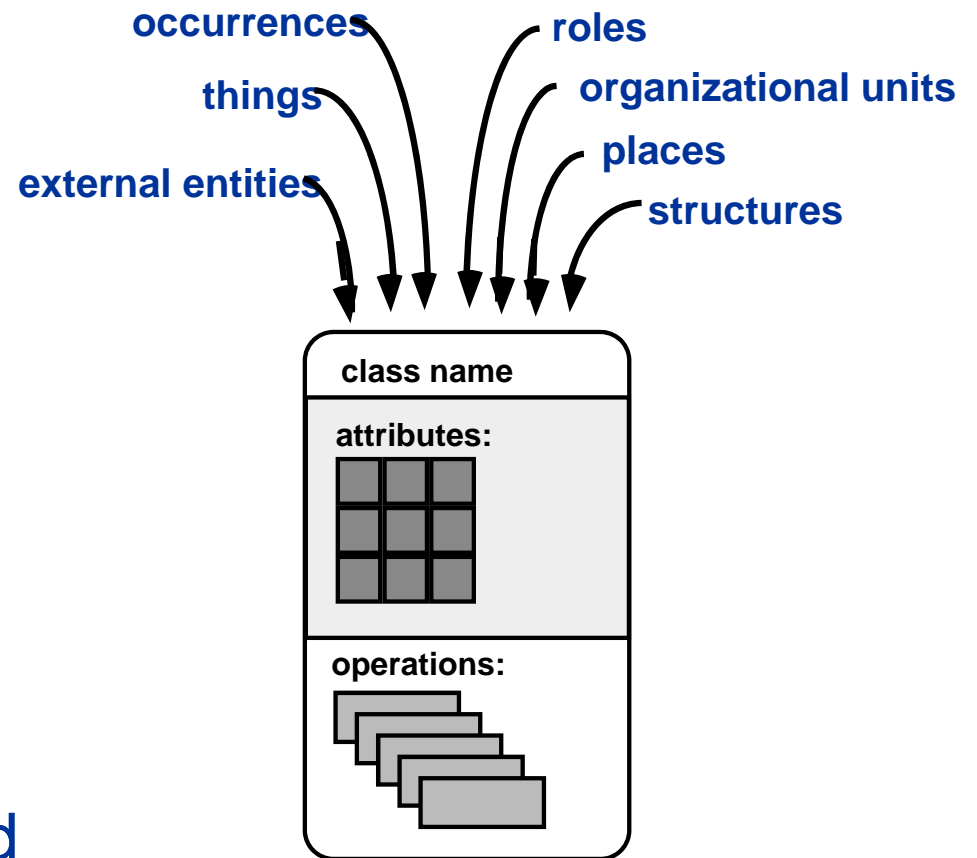 occurrences
roles
things
organizational units
places
external entities
structures
class name
attributes:
operations: